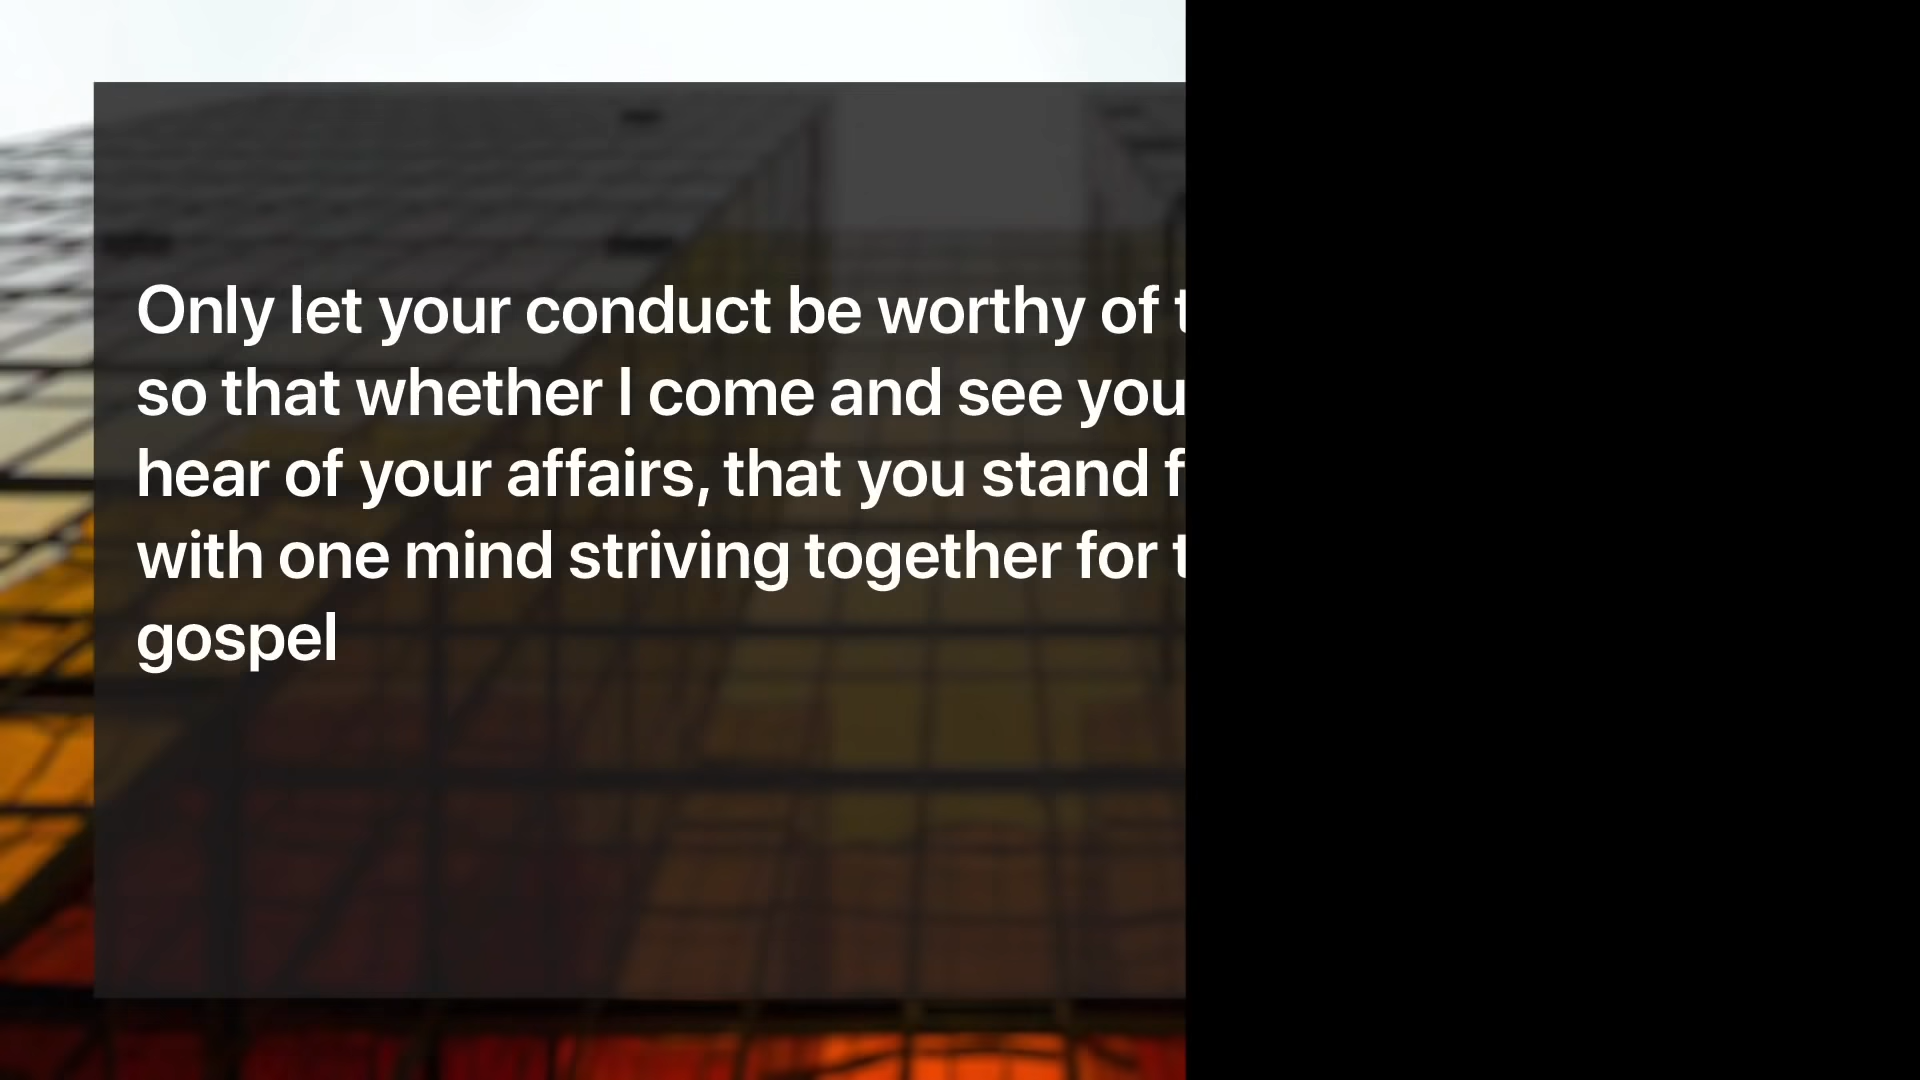 Only let your conduct be worthy of
so that whether I come and see you
hear of your affairs, that you stand
with one mind striving together for
gospel